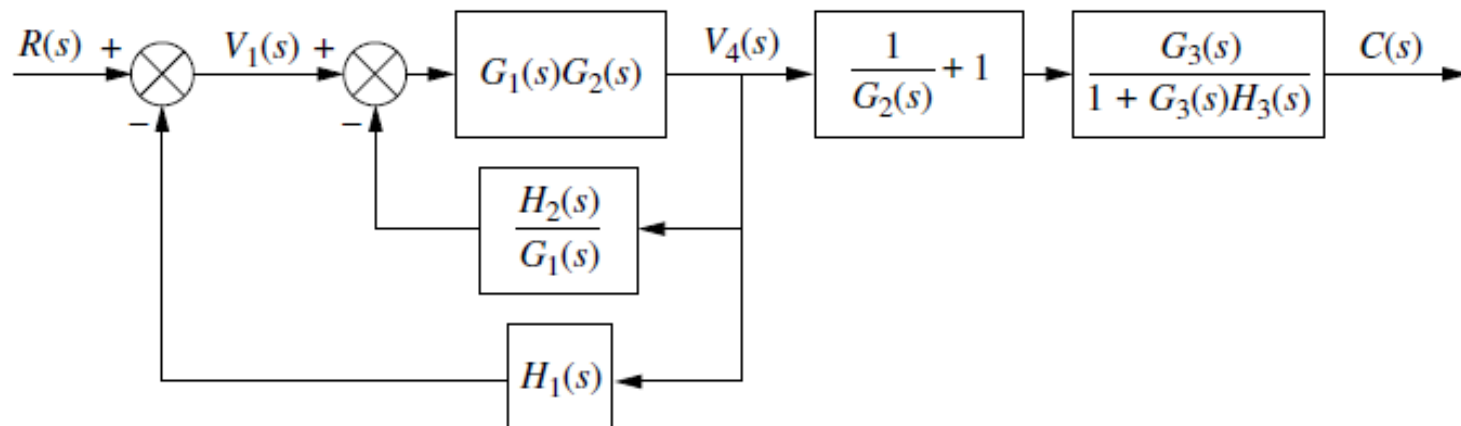 R(s) + V₁(s) + G₁(s)G₂(s) V₄(s) 1/G₂(s) + 1 G₃(s)/1 + G₃(s)H₃(s) C(s)
− −
H₂(s)/G₁(s)
H₁(s)